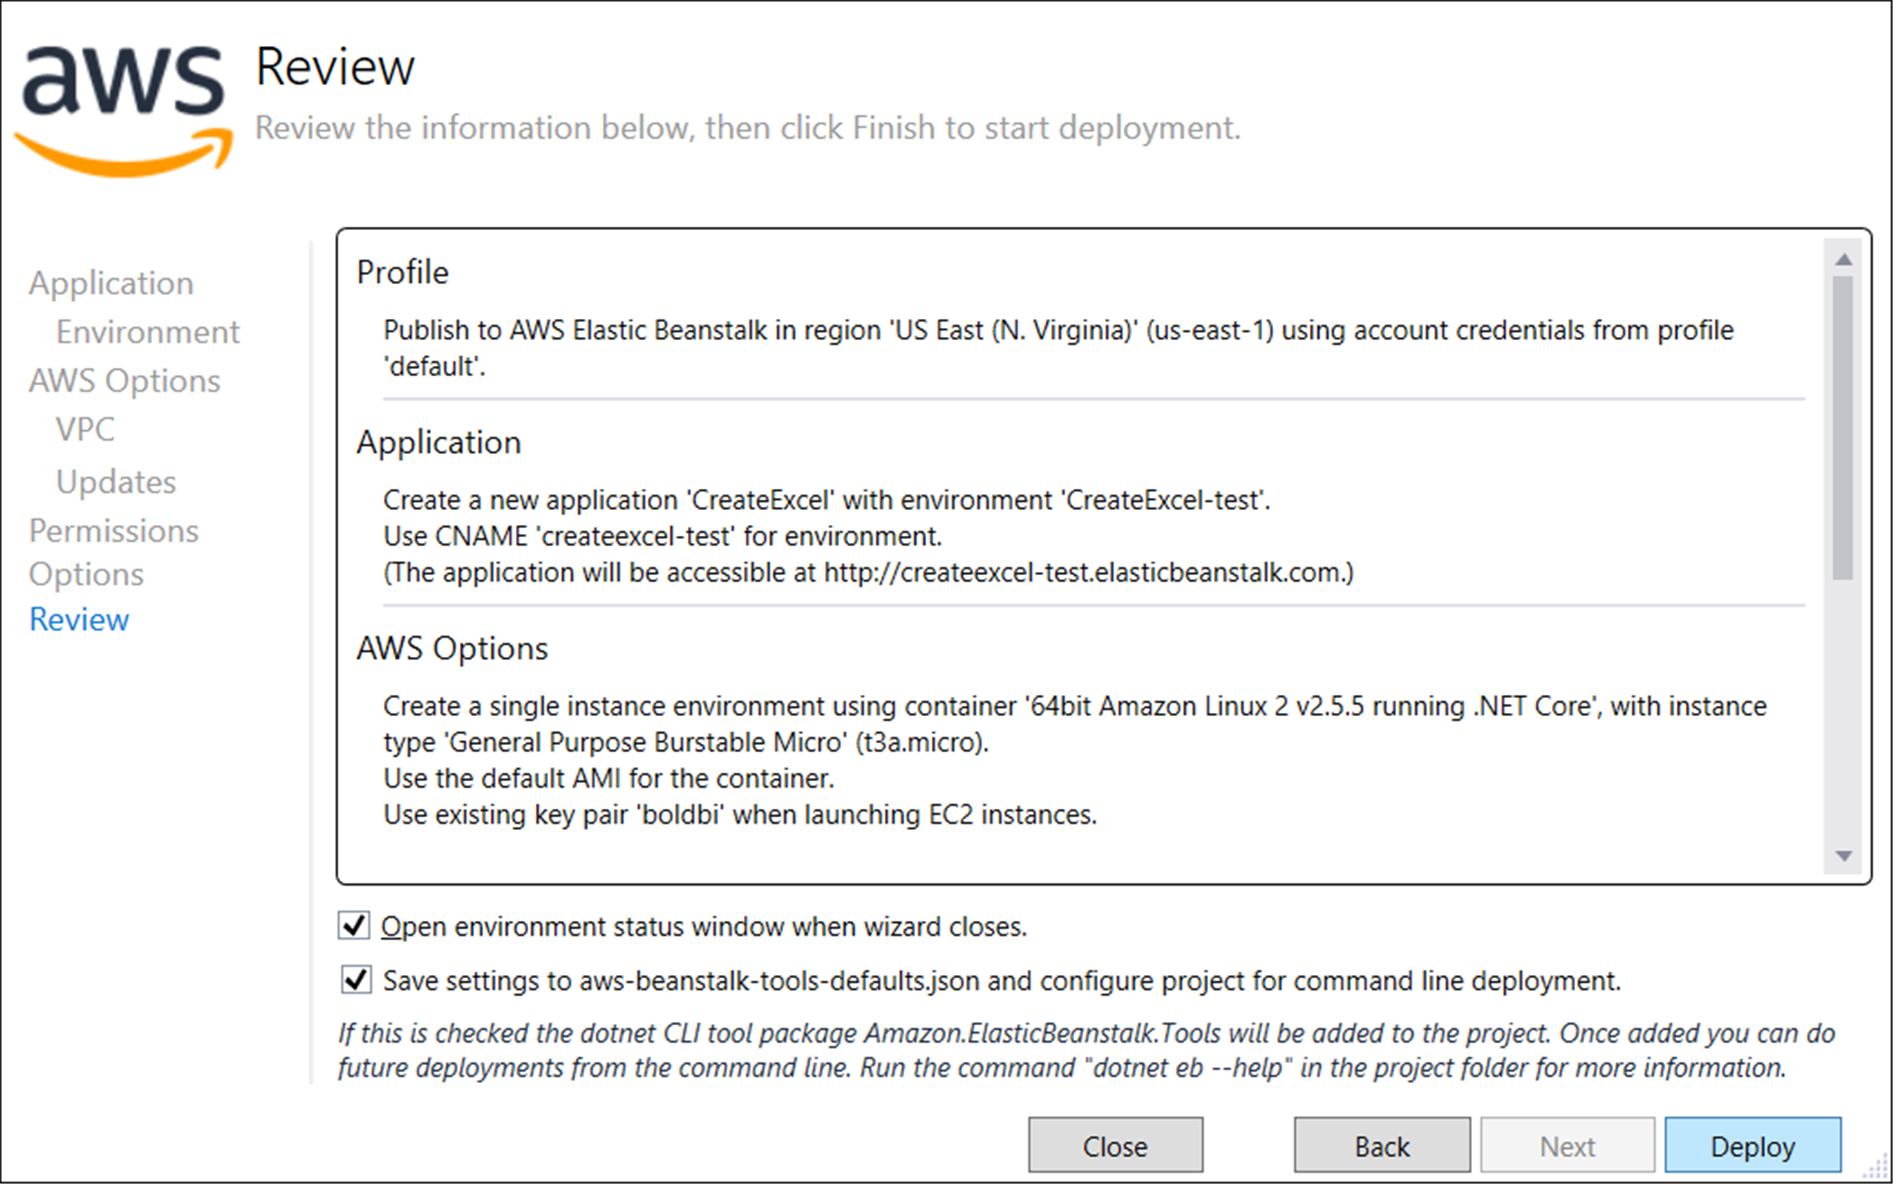 aws
Review
Review the information below, then click Finish to start deployment.
Application
Environment
AWS Options
VPC
Updates
Permissions
Options
Review
Profile
Publish to AWS Elastic Beanstalk in region 'US East (N. Virginia)' (us-east-1) using account credentials from profile
'default'.
Application
Create a new application 'CreateExcel' with environment 'CreateExcel-test'.
Use CNAME 'createexcel-test' for environment.
(The application will be accessible at http://createexcel-test.elasticbeanstalk.com.)
AWS Options
Create a single instance environment using container '64bit Amazon Linux 2 v2.5.5 running .NET Core', with instance
type 'General Purpose Burstable Micro' (t3a.micro).
Use the default AMI for the container.
Use existing key pair 'boldbi' when launching EC2 instances.
Open environment status window when wizard closes.
Save settings to aws-beanstalk-tools-defaults.json and configure project for command line deployment.
If this is checked the dotnet CLI tool package Amazon.ElasticBeanstalk.Tools will be added to the project. Once added you can do
future deployments from the command line. Run the command "dotnet eb --help" in the project folder for more information.
Close
Back
Next
Deploy